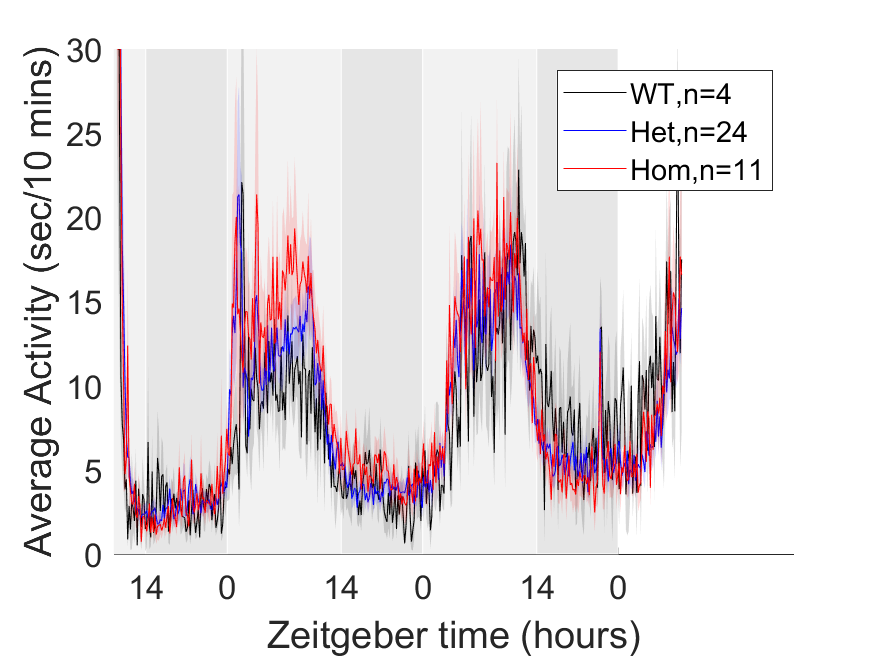 Average Activity (sec/10 mins)
30
25
20
15
10
5
0
WT,n=4
Het,n=24
Hom,n=11
14 0 14 0 14 0
Zeitgeber time (hours)